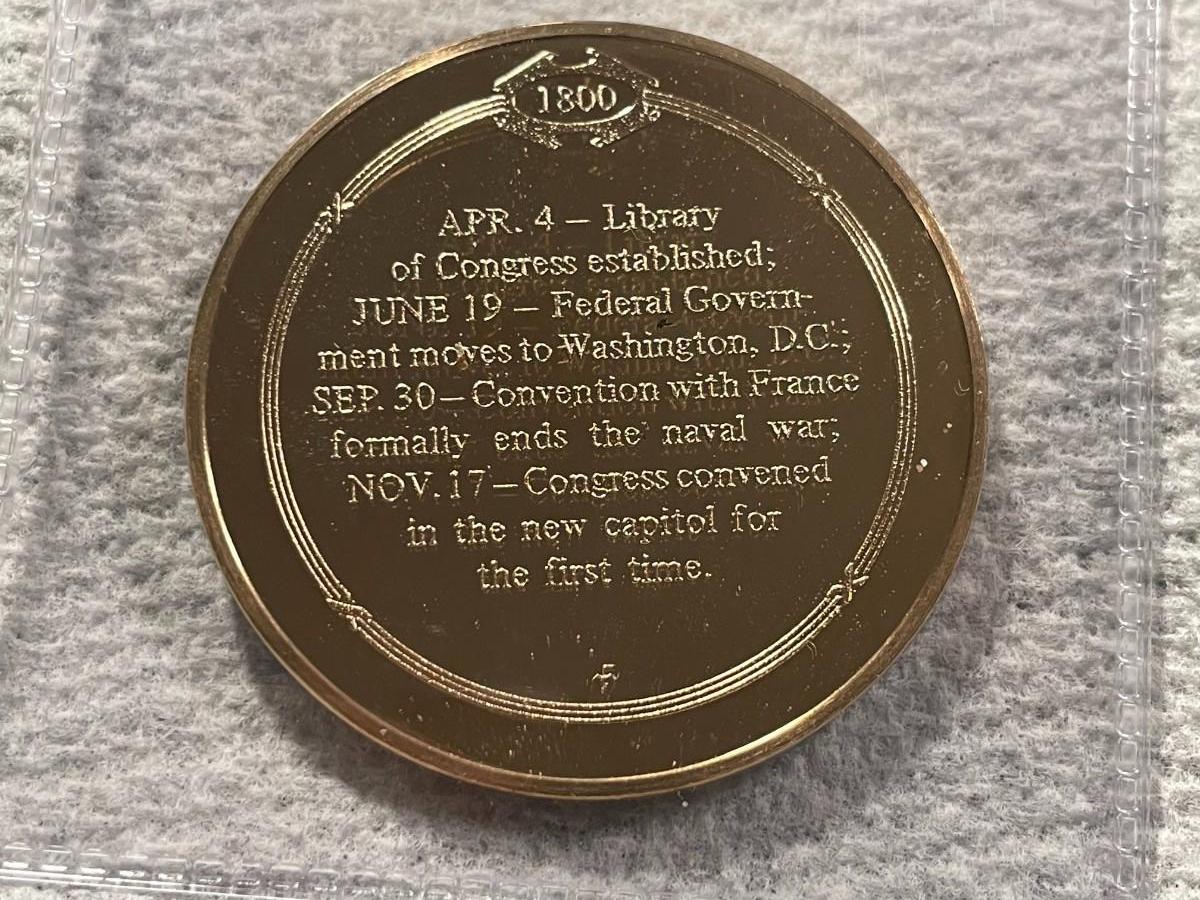 1800
APR. 4 – Library
of Congress established;
JUNE 19 – Federal Govern-
ment moves to Washington, D.C.;
SEP. 30 – Convention with France
formally ends the naval war;
NOV. 17 – Congress convened
in the new capitol for
the first time.